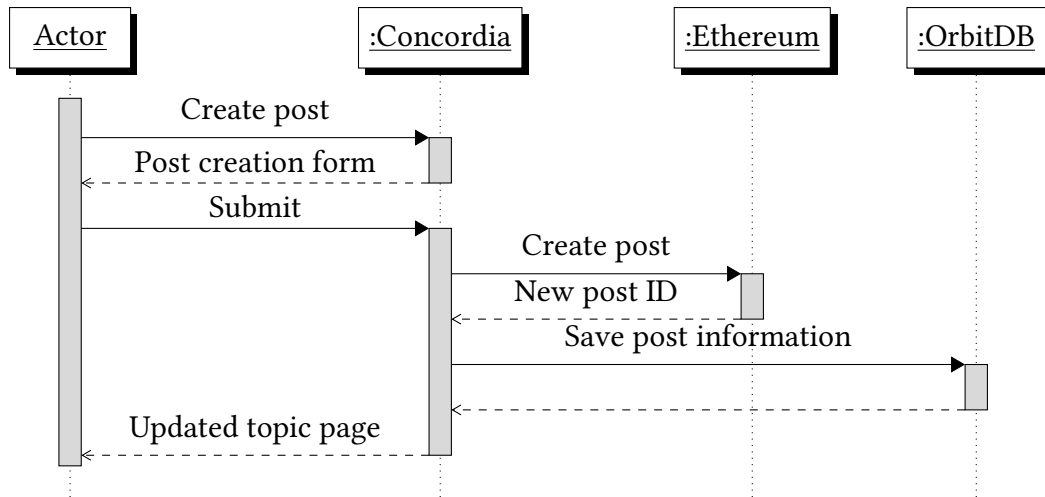 Actor
:Concordia
:Ethereum
:OrbitDB
Create post
Post creation form
Submit
Create post
New post ID
Save post information
Updated topic page